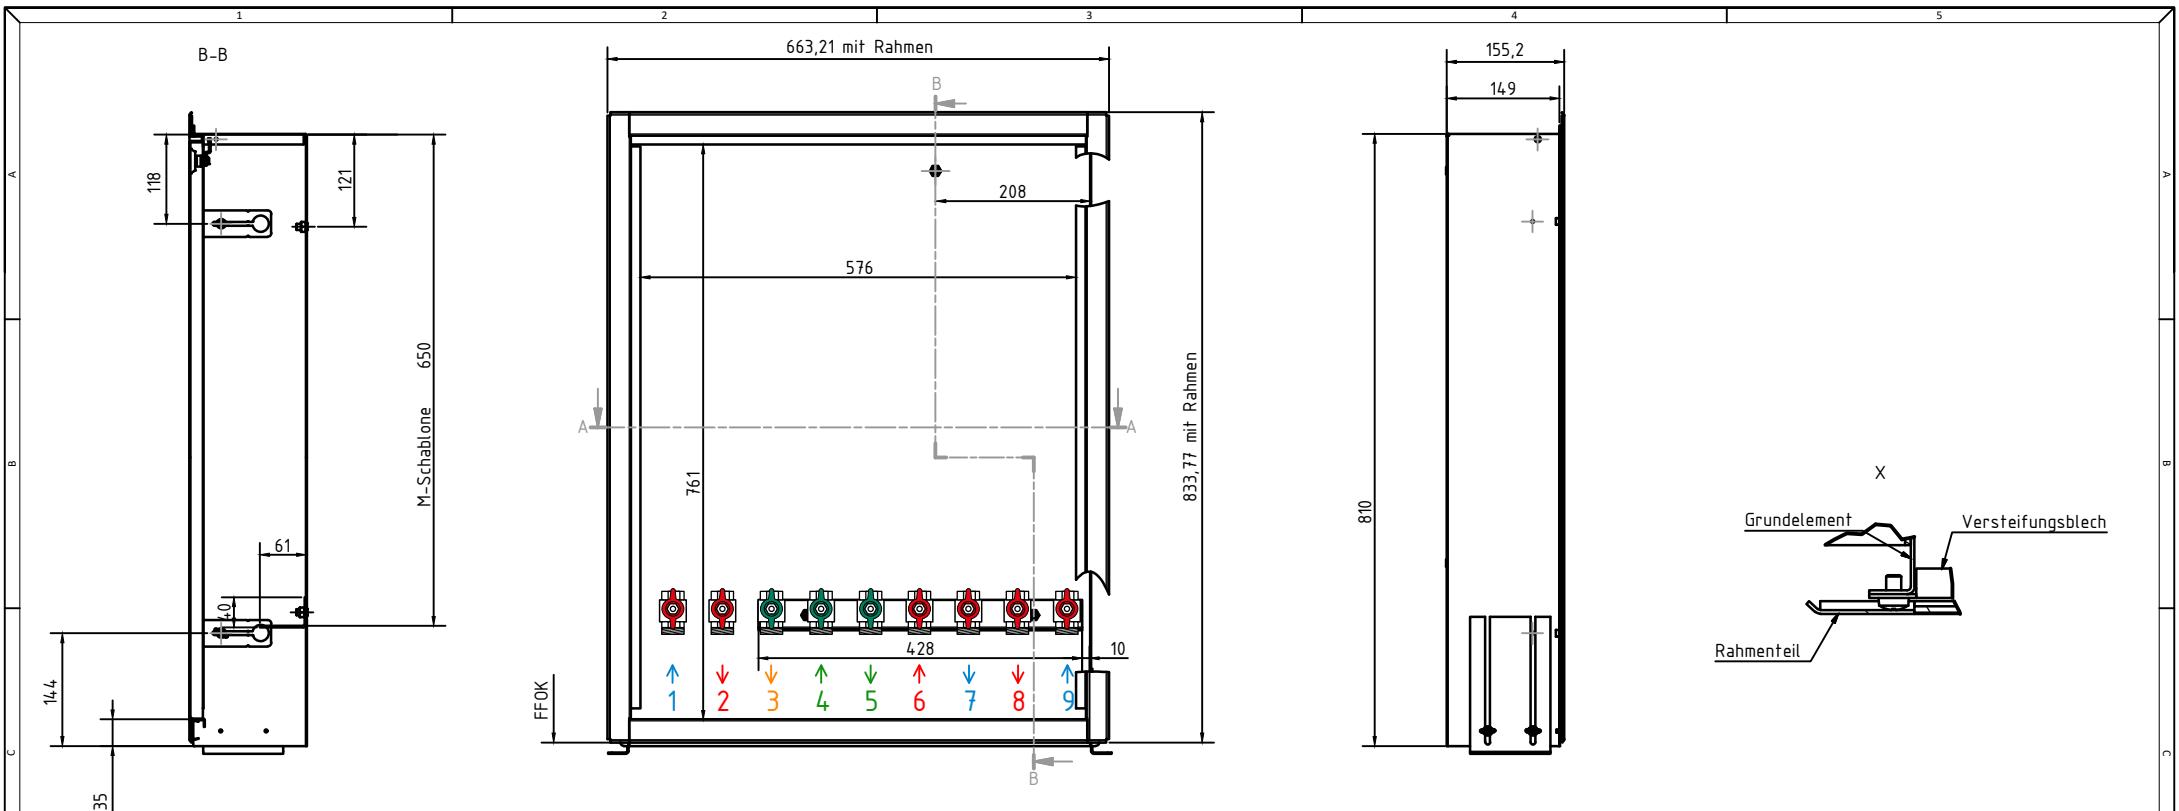 1 2 3 4 5
B-B
663,21 mit Rahmen
155,2
149
B
A
A
118
121
208
576
650
M-Schablone
833,77 mit Rahmen
A
A
B
B
761
810
X
Grundelement
Versteifungsblech
Rahmenteil
61
40
428
10
144
FFOK
1 2 3 4 5 6 7 8 9
35
B
C
C